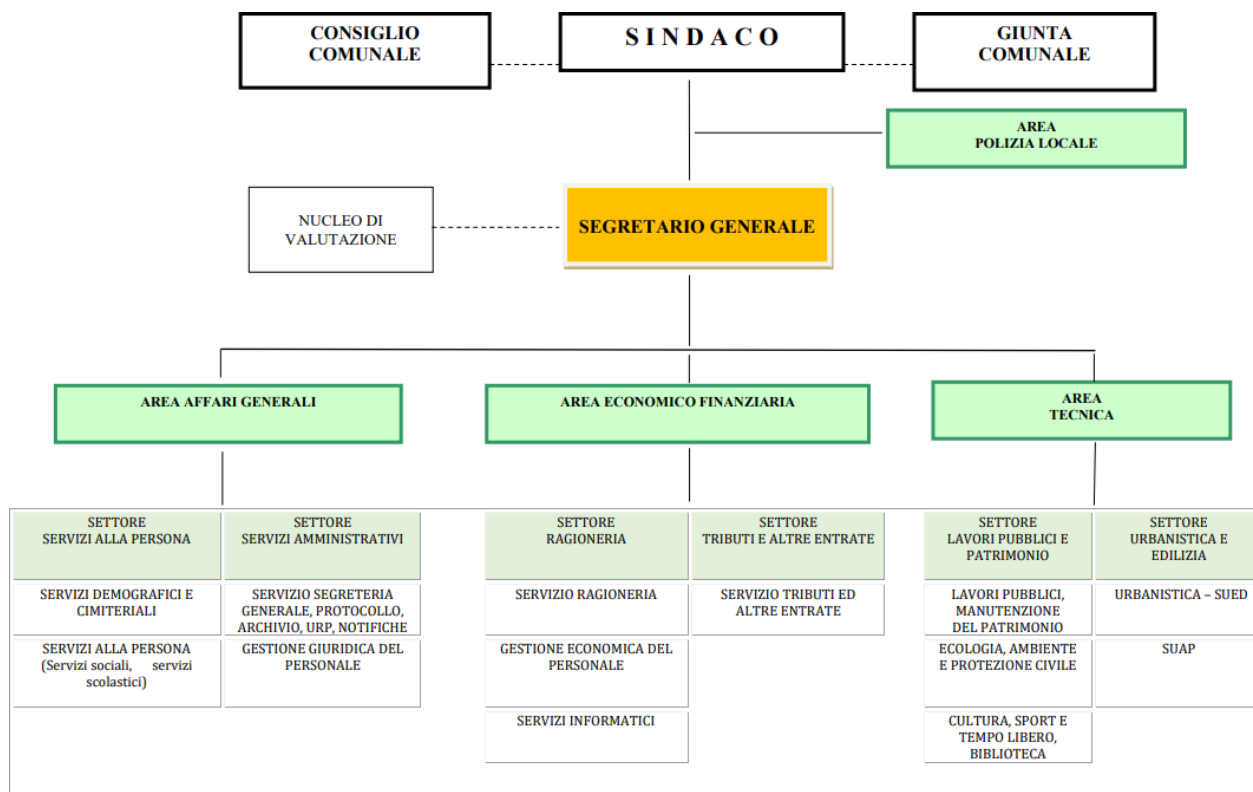 CONSIGLIO
COMUNALE
S I N D A C O
GIUNTA
COMUNALE
AREA
POLIZIA LOCALE
NUCLEO DI
VALUTAZIONE
SEGRETARIO GENERALE
AREA AFFARI GENERALI
AREA ECONOMICO FINANZIARIA
AREA
TECNICA
SETTORE
SERVIZI ALLA PERSONA
SETTORE
SERVIZI AMMINISTRATIVI
SERVIZI DEMOGRAFICI E
CIMITERIALI
SERVIZIO SEGRETERIA
GENERALE, PROTOCOLLO,
ARCHIVIO, URP, NOTIFICHE
SERVIZI ALLA PERSONA
(Servizi sociali, servizi
scolastici)
GESTIONE GIURIDICA DEL
PERSONALE
SETTORE
RAGIONERIA
SETTORE
TRIBUTI E ALTRE ENTRATE
SERVIZIO RAGIONERIA
SERVIZIO TRIBUTI ED
ALTRE ENTRATE
GESTIONE ECONOMICA DEL
PERSONALE
SERVIZI INFORMATICI
SETTORE
LAVORI PUBBLICI E
PATRIMONIO
SETTORE
URBANISTICA E
EDILIZIA
LAVORI PUBBLICI,
MANUTENZIONE
DEL PATRIMONIO
URBANISTICA – SUED
ECOLOGIA, AMBIENTE
E PROTEZIONE CIVILE
SUAP
CULTURA, SPORT E
TEMPO LIBERO,
BIBLIOTECA